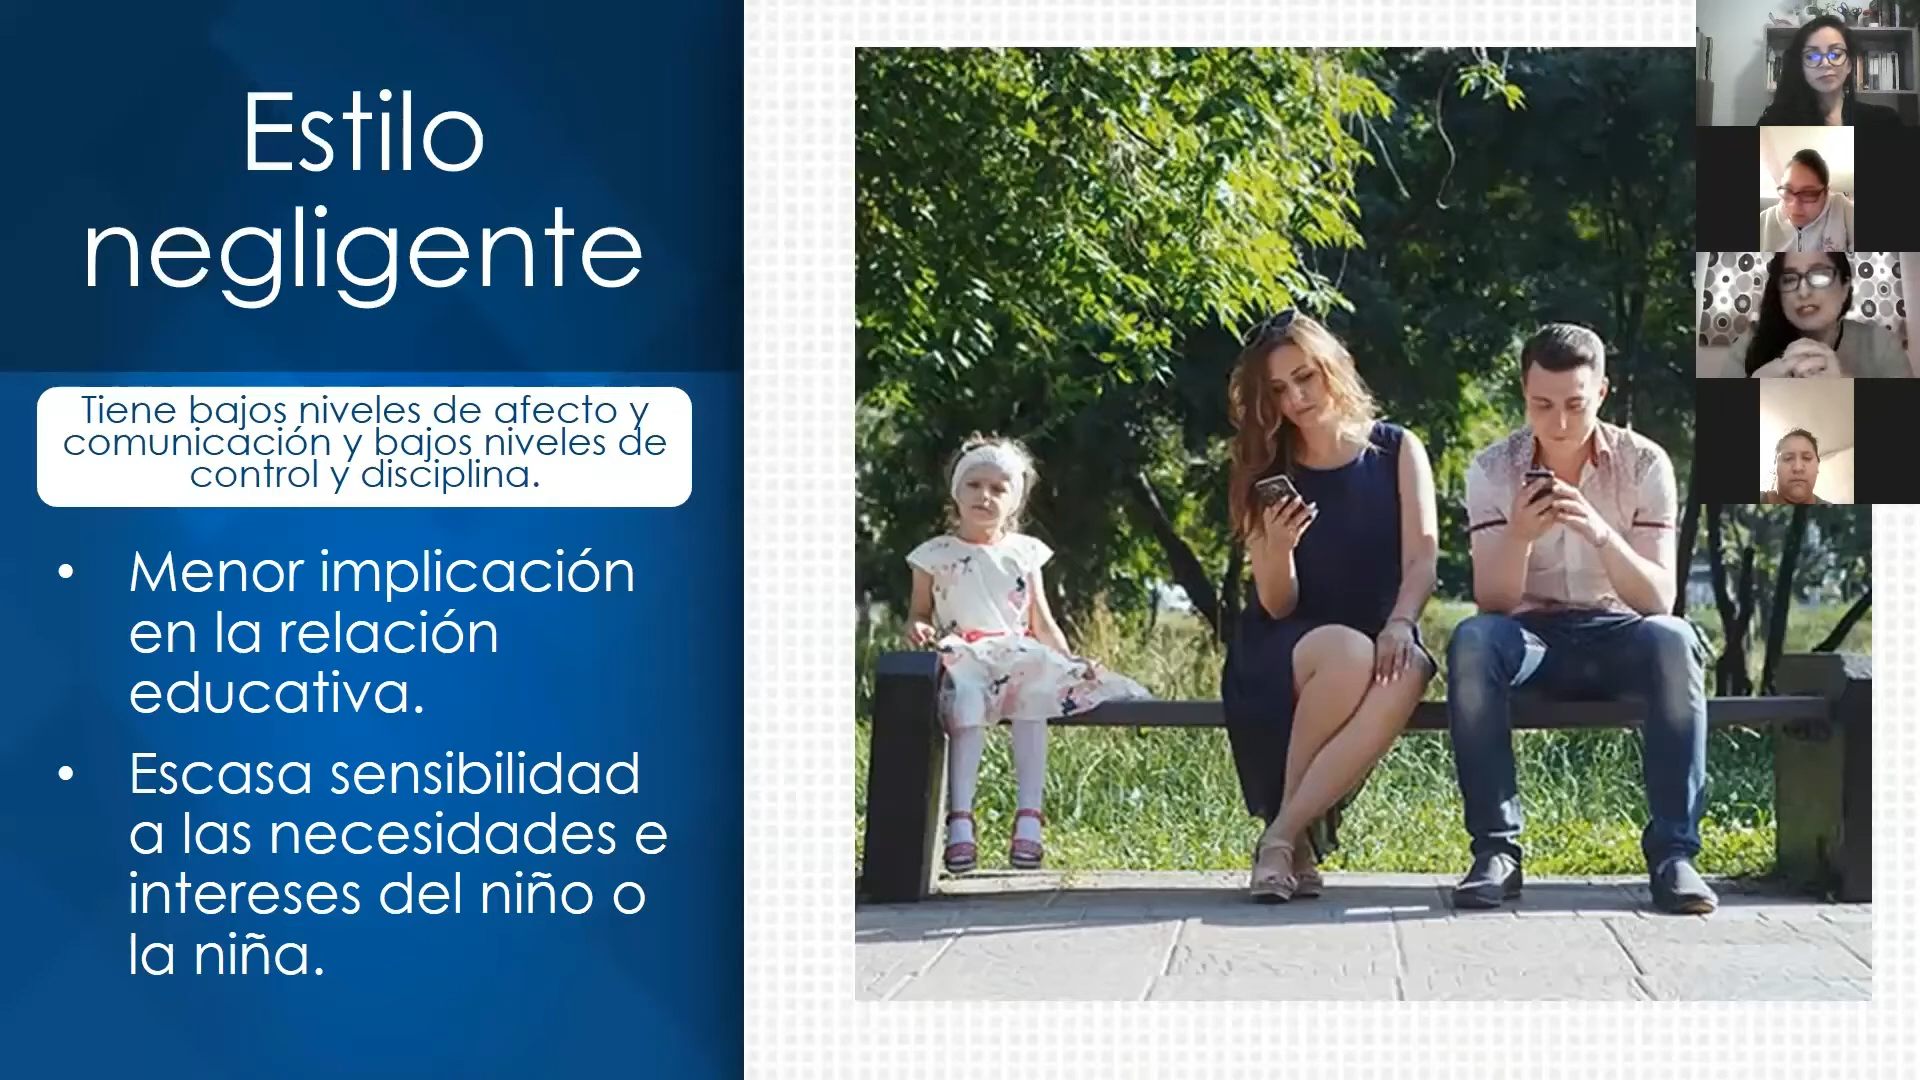 Estilo
negligente
Tiene bajos niveles de afecto y
comunicación y bajos niveles de
control y disciplina.
• Menor implicación
en la relación
educativa.
• Escasa sensibilidad
a las necesidades e
intereses del niño o
la niña.